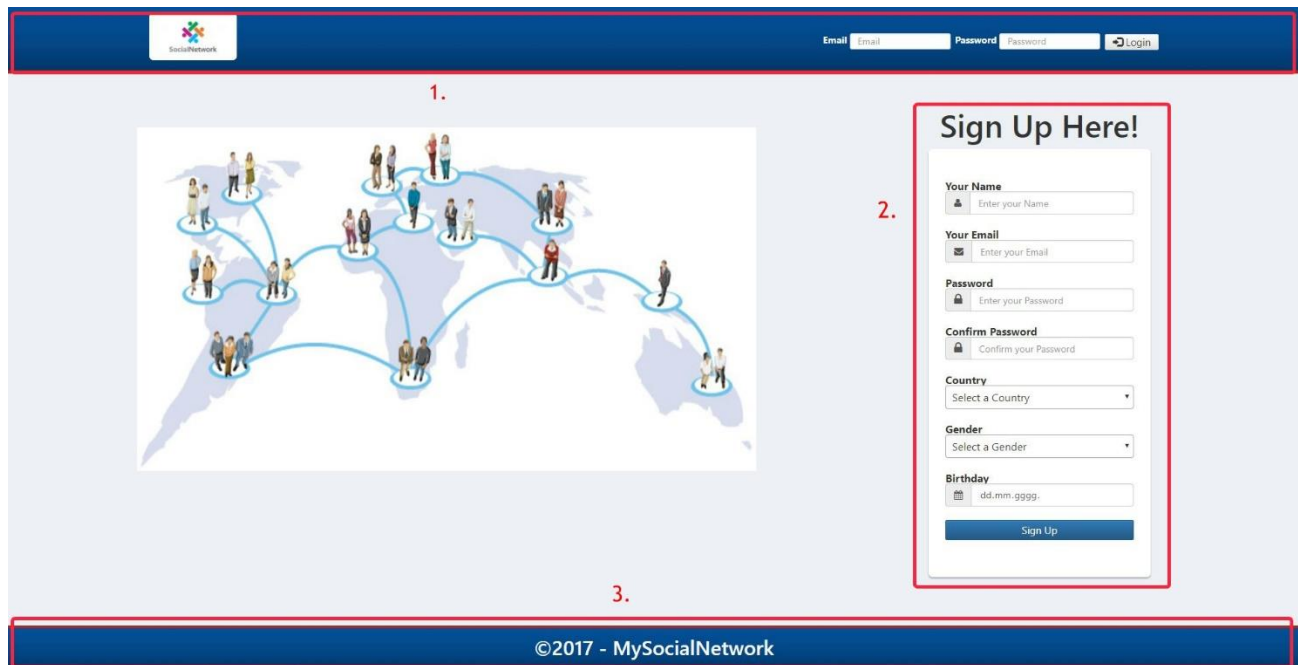 SocialNetwork
Email Email Password Password Login
1.
2.
Sign Up Here!
Your Name
Enter your Name
Your Email
Enter your Email
Password
Enter your Password
Confirm Password
Confirm your Password
Country
Select a Country
Gender
Select a Gender
Birthday
dd.mm.gggg.
Sign Up
3.
©2017 - MySocialNetwork